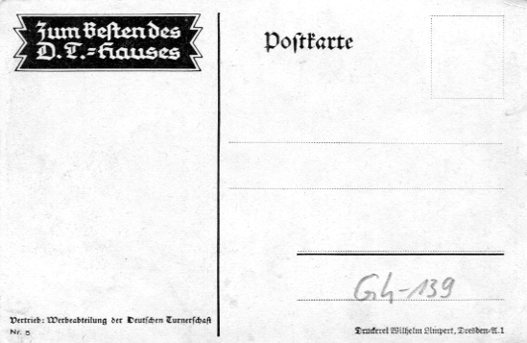 Zum Besten des
D. T.=Hauses
Postkarte
Gh-139
Vertrieb: Werbeabteilung der Deutschen Turnerschaft
Nr. 5
Druckerei Wilhelm Limpert, Dresden-A.1